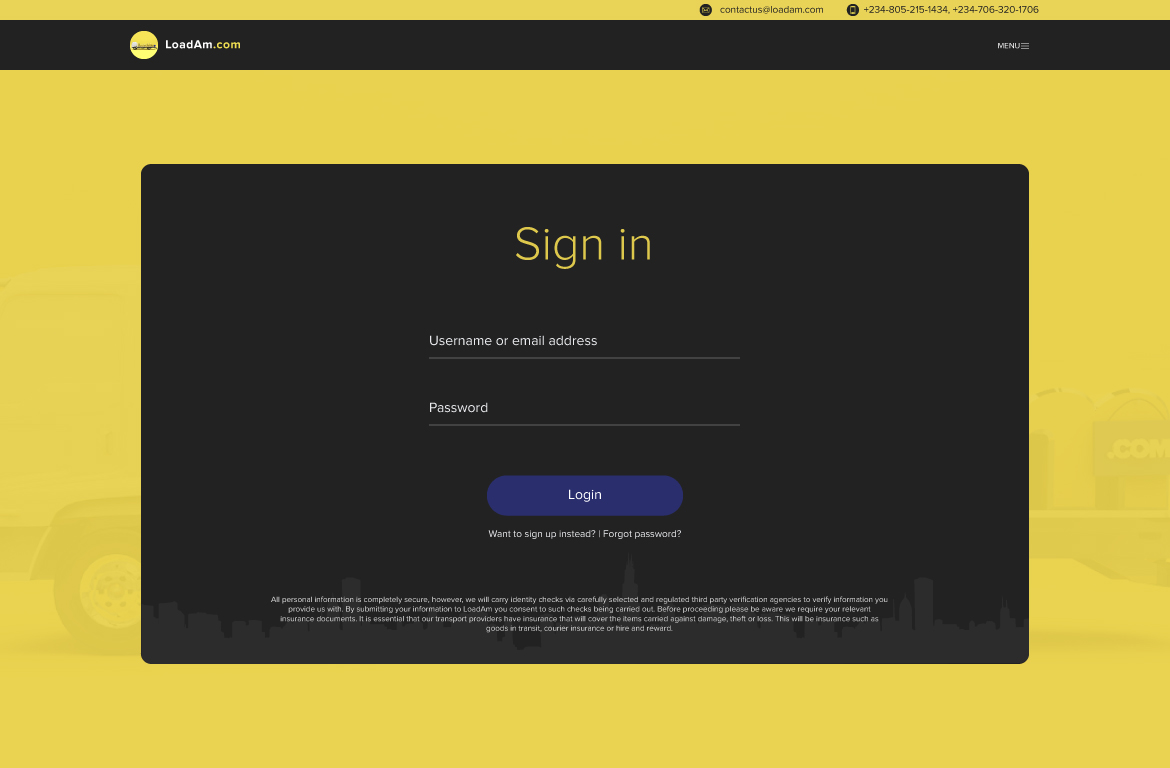 contactus@loadam.com +234-805-215-1434, +234-706-320-1706
LoadAm.com MENU
Sign in
Username or email address
Password
.COM
Login
Want to sign up instead? | Forgot password?
All personal information is completely secure, however, we will carry identity checks via carefully selected and regulated third party verification agencies to verify information you
provide us with. By submitting your information to LoadAm you consent to such checks being carried out. Before proceeding please be aware we require your relevant
insurance documents. It is essential that our transport providers have insurance that will cover the items carried against damage, theft or loss. This will be insurance such as
goods in transit, courier insurance or hire and reward.